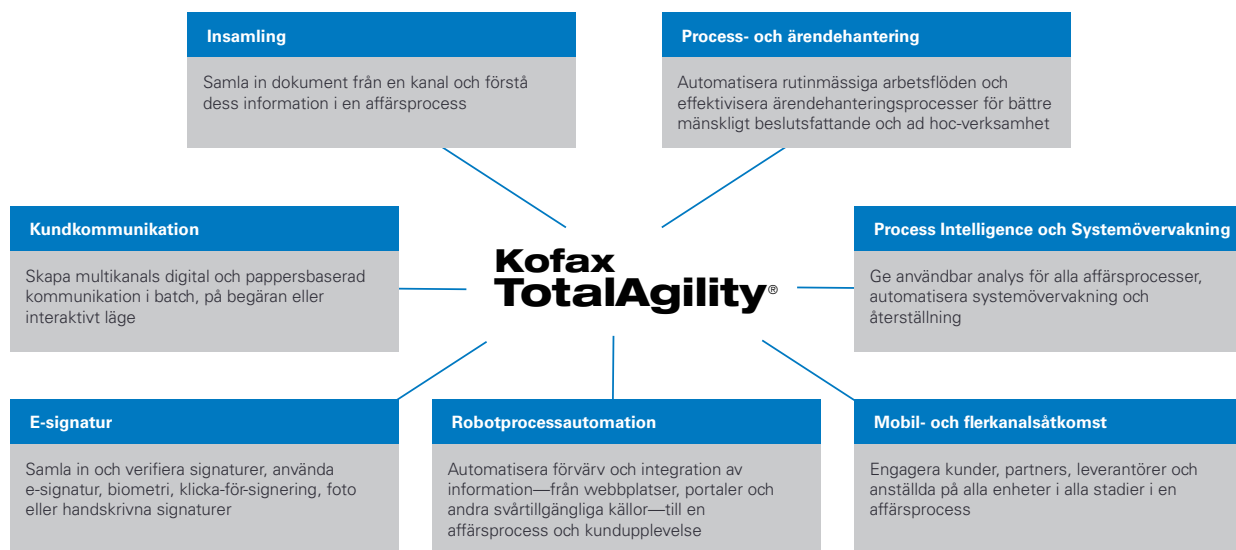 Insamling
Samla in dokument från en kanal och förstå
dess information i en affärsprocess
Process- och ärendehantering
Automatisera rutinmässiga arbetsflöden och
effektivisera ärendehanteringsprocesser för bättre
mänskligt beslutsfattande och ad hoc-verksamhet
Kundkommunikation
Skapa multikanals digital och pappersbaserad
kommunikation i batch, på begäran eller
interaktivt läge
Kofax
TotalAgility®
Process Intelligence och Systemövervakning
Ge användbar analys för alla affärsprocesser,
automatisera systemövervakning och
återställning
E-signatur
Samla in och verifiera signaturer, använda
e-signatur, biometri, klicka-för-signering, foto
eller handskrivna signaturer
Robotprocessautomation
Automatisera förvärv och integration av
information—från webbplatser, portaler och
andra svårtillgängliga källor—till en
affärsprocess och kundupplevelse
Mobil- och flerkanalsåtkomst
Engagera kunder, partners, leverantörer och
anställda på alla enheter i alla stadier i en
affärsprocess